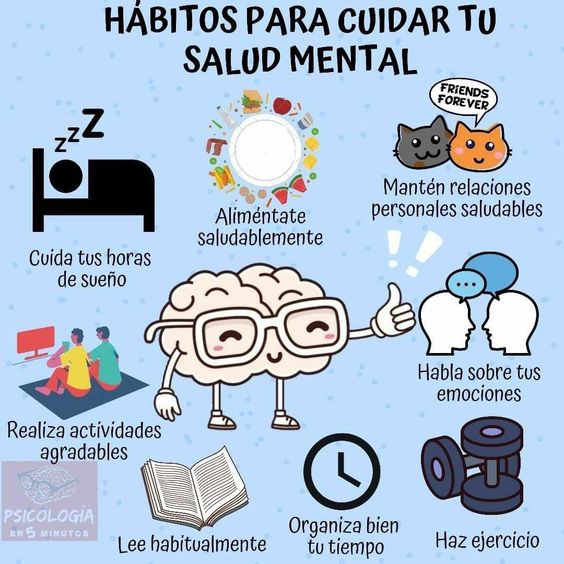 HÁBITOS PARA CUIDAR TU
SALUD MENTAL
zzZ
FRIENDS
FOREVER
Aliméntate
saludablemente
Mantén relaciones
personales saludables
Cuida tus horas
de sueño
Habla sobre tus
emociones
Realiza actividades
agradables
PSICOLOGÍA
EN 5 MINUTOS
Lee habitualmente
Organiza bien
tu tiempo
Haz ejercicio